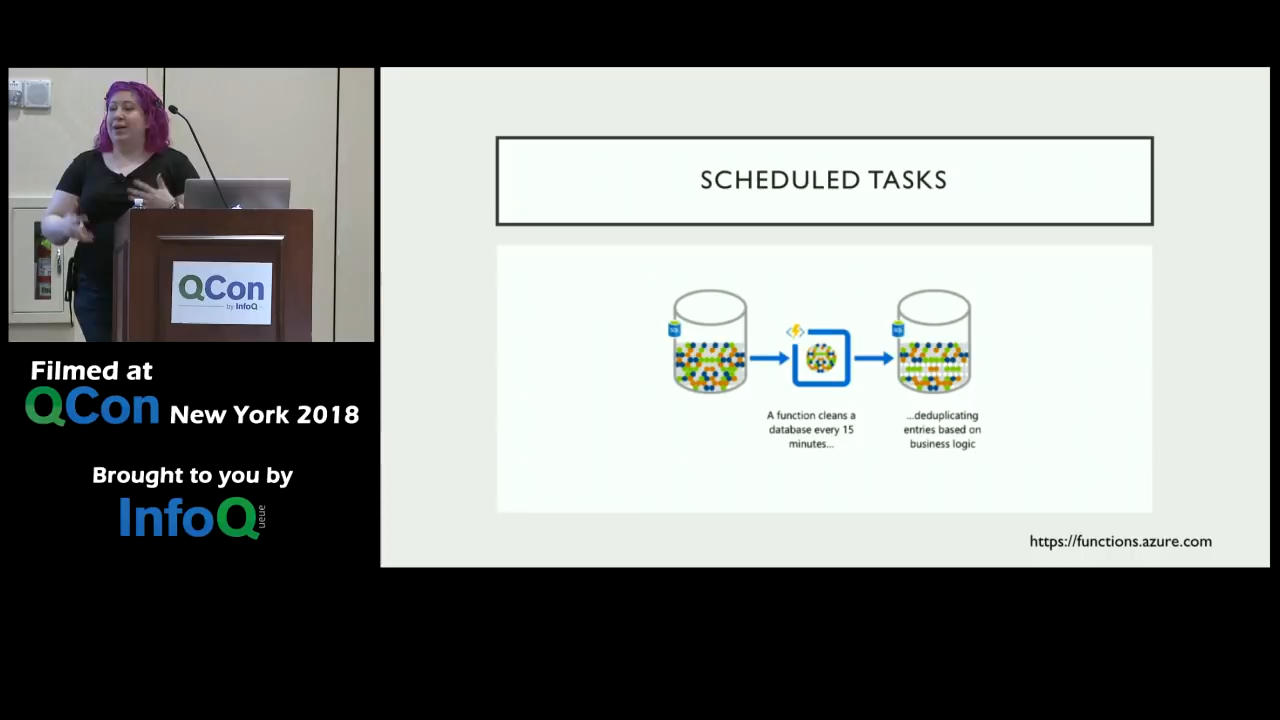 SCHEDULED TASKS
QCon
by InfoQ
A function cleans a
database every 15
minutes...
...deduplicating
entries based on
business logic
https://functions.azure.com
Filmed at
QCon New York 2018
Brought to you by
InfoQ
ueue